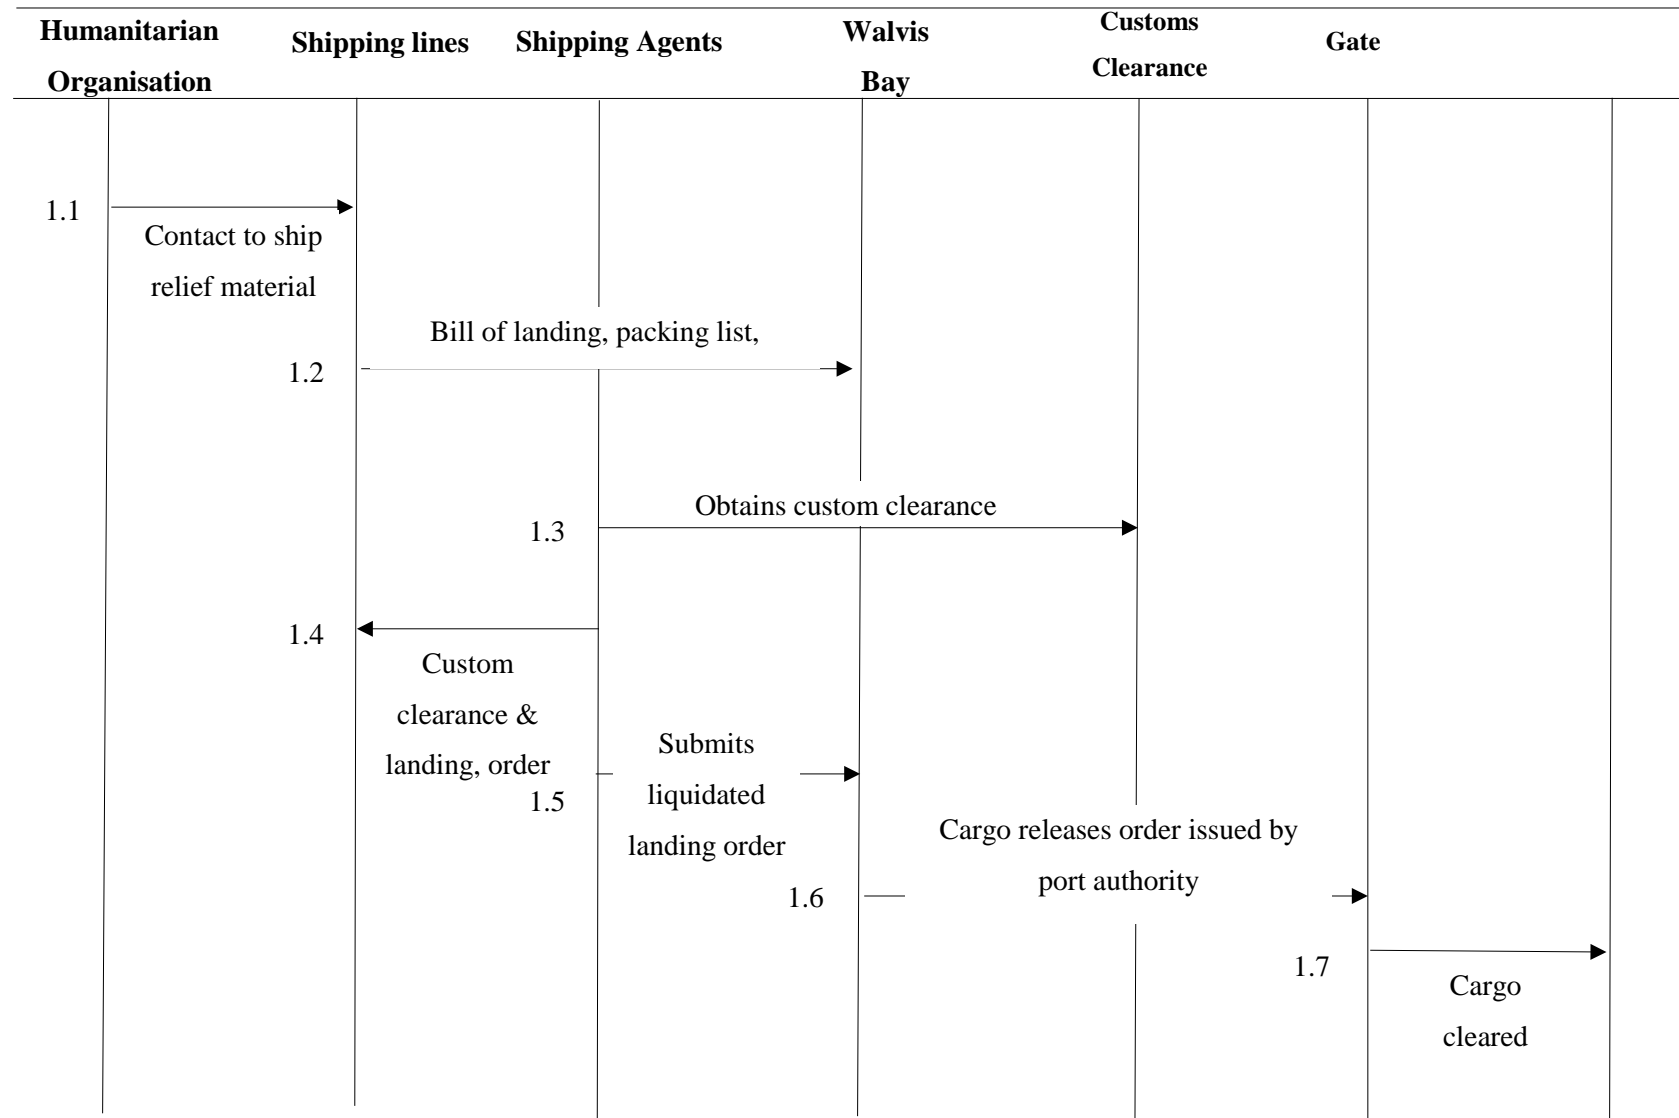 Humanitarian
Organisation
Shipping lines
Shipping Agents
Walvis
Bay
Customs
Clearance
Gate
1.1
Contact to ship
relief material
Bill of landing, packing list,
1.2
Obtains custom clearance
1.3
1.4
Custom
clearance &
landing, order
1.5
Submits
liquidated
landing order
Cargo releases order issued by
port authority
1.6
1.7
Cargo
cleared